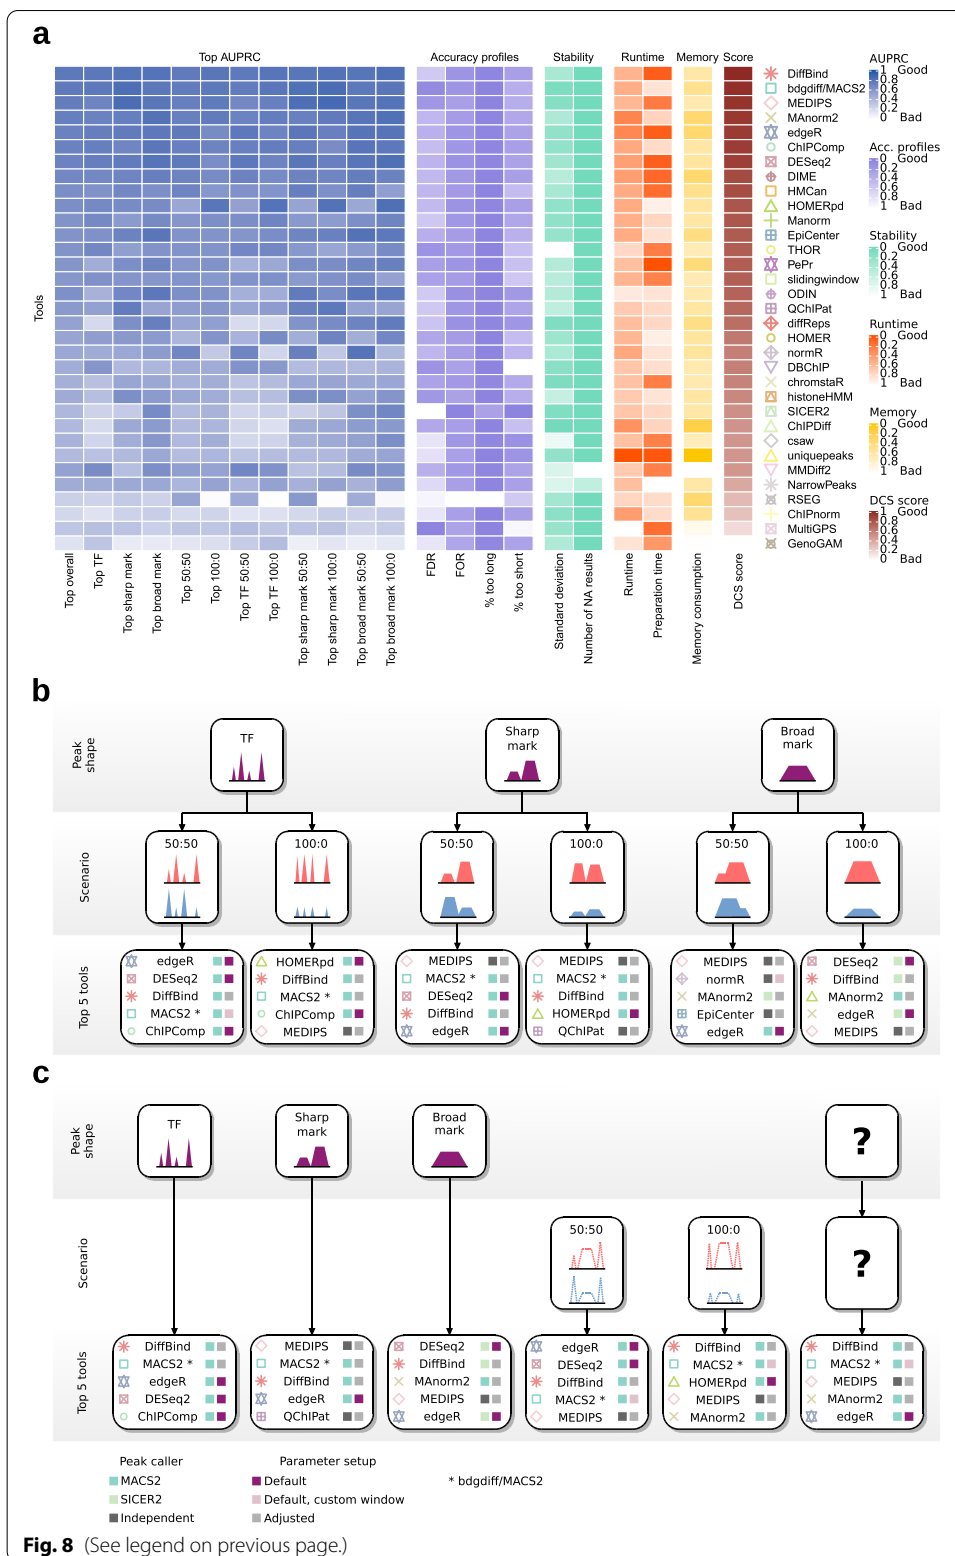 a
Top AUPRC
Accuracy profiles
Stability
Runtime
Memory
Score
Tools
DiffBind
bdgdiff/MACS2
MEDIPS
MAnorm2
edgeR
ChIPComp
DESeq2
DIME
HMCan
HOMERpd
Manorm
EpiCenter
THOR
PePr
slidingwindow
ODIN
QChIPat
diffReps
HOMER
normR
DBChIP
chromstaR
histoneHMM
SICER2
ChIPDiff
csaw
uniquepeaks
MMDiff2
NarrowPeaks
RSEG
ChIPnorm
MultiGPS
GenoGAM
AUPRC
1 Good
0.8
0.6
0.4
0.2
0 Bad
Acc. profiles
0 Good
0.2
0.4
0.6
0.8
1 Bad
Stability
0 Good
0.2
0.4
0.6
0.8
1 Bad
Runtime
0 Good
0.2
0.4
0.6
0.8
1 Bad
Memory
0 Good
0.2
0.4
0.6
0.8
1 Bad
DCS score
1 Good
0.8
0.6
0.4
0.2
0 Bad
Top overall
Top TF
Top sharp mark
Top broad mark
Top 50:50
Top 100:0
Top TF 50:50
Top TF 100:0
Top sharp mark 50:50
Top sharp mark 100:0
Top broad mark 50:50
Top broad mark 100:0
FDR
FOR
% too long
% too short
Standard deviation
Number of NA results
Runtime
Preparation time
Memory consumption
DCS score
b
Peak shape
TF
Sharp mark
Broad mark
Scenario
50:50
100:0
50:50
100:0
50:50
100:0
Top 5 tools
edgeR
DESeq2
DiffBind
MACS2 *
ChIPComp
HOMERpd
DiffBind
MACS2 *
ChIPComp
MEDIPS
MEDIPS
MACS2 *
DESeq2
DiffBind
edgeR
MEDIPS
MACS2 *
DiffBind
HOMERpd
QChIPat
MEDIPS
normR
MAnorm2
EpiCenter
edgeR
DESeq2
DiffBind
MAnorm2
edgeR
MEDIPS
c
Peak shape
TF
Sharp mark
Broad mark
?
Scenario
50:50
100:0
?
Top 5 tools
DiffBind
MACS2 *
edgeR
DESeq2
ChIPComp
MEDIPS
MACS2 *
DiffBind
edgeR
QChIPat
DESeq2
DiffBind
MAnorm2
MEDIPS
edgeR
edgeR
DESeq2
DiffBind
MACS2 *
MEDIPS
DiffBind
MACS2 *
HOMERpd
MEDIPS
MAnorm2
DiffBind
MACS2 *
MEDIPS
MAnorm2
edgeR
Peak caller
MACS2
SICER2
Independent
Parameter setup
Default
Default, custom window
Adjusted
* bdgdiff/MACS2
Fig. 8 (See legend on previous page.)